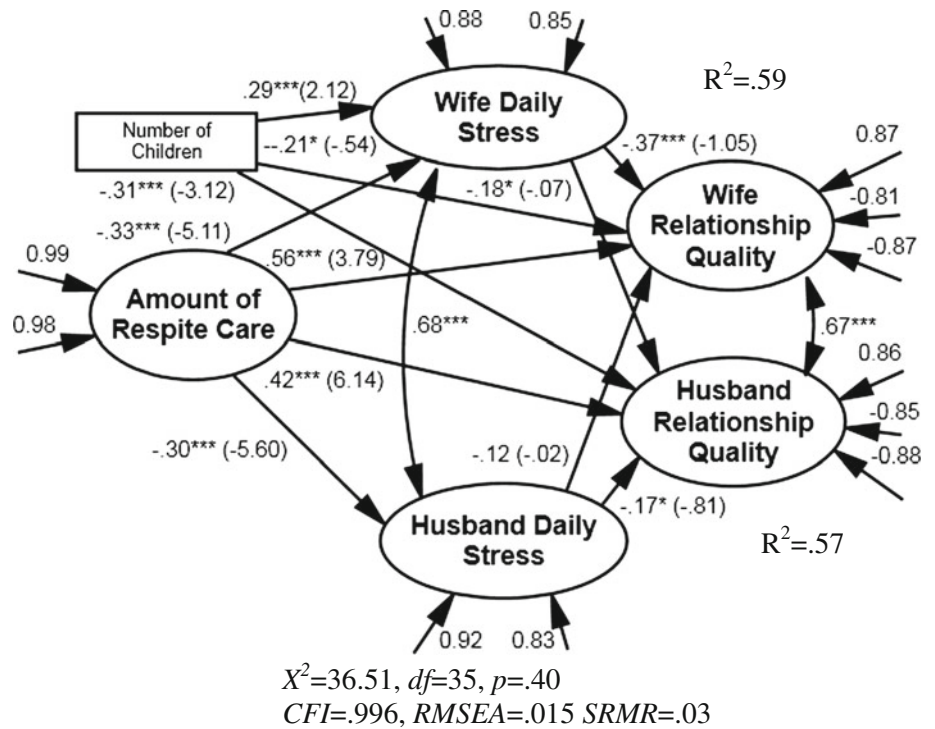 0.88
0.85
R²=.59
.29***(2.12)
Wife Daily
Stress
Number of
Children
--.21* (-.54)
-.37*** (-1.05)
0.87
-.31*** (-3.12)
-.18* (-.07)
Wife
Relationship
Quality
-0.81
-.33*** (-5.11)
-0.87
0.99
.56*** (3.79)
Amount of
Respite Care
0.98
.68***
.67***
0.86
.42*** (6.14)
Husband
Relationship
Quality
-0.85
-0.88
-.30*** (-5.60)
-.12 (-.02)
-.17* (-.81)
Husband Daily
Stress
R²=.57
0.92
0.83
X²=36.51, df=35, p=.40
CFI=.996, RMSEA=.015 SRMR=.03